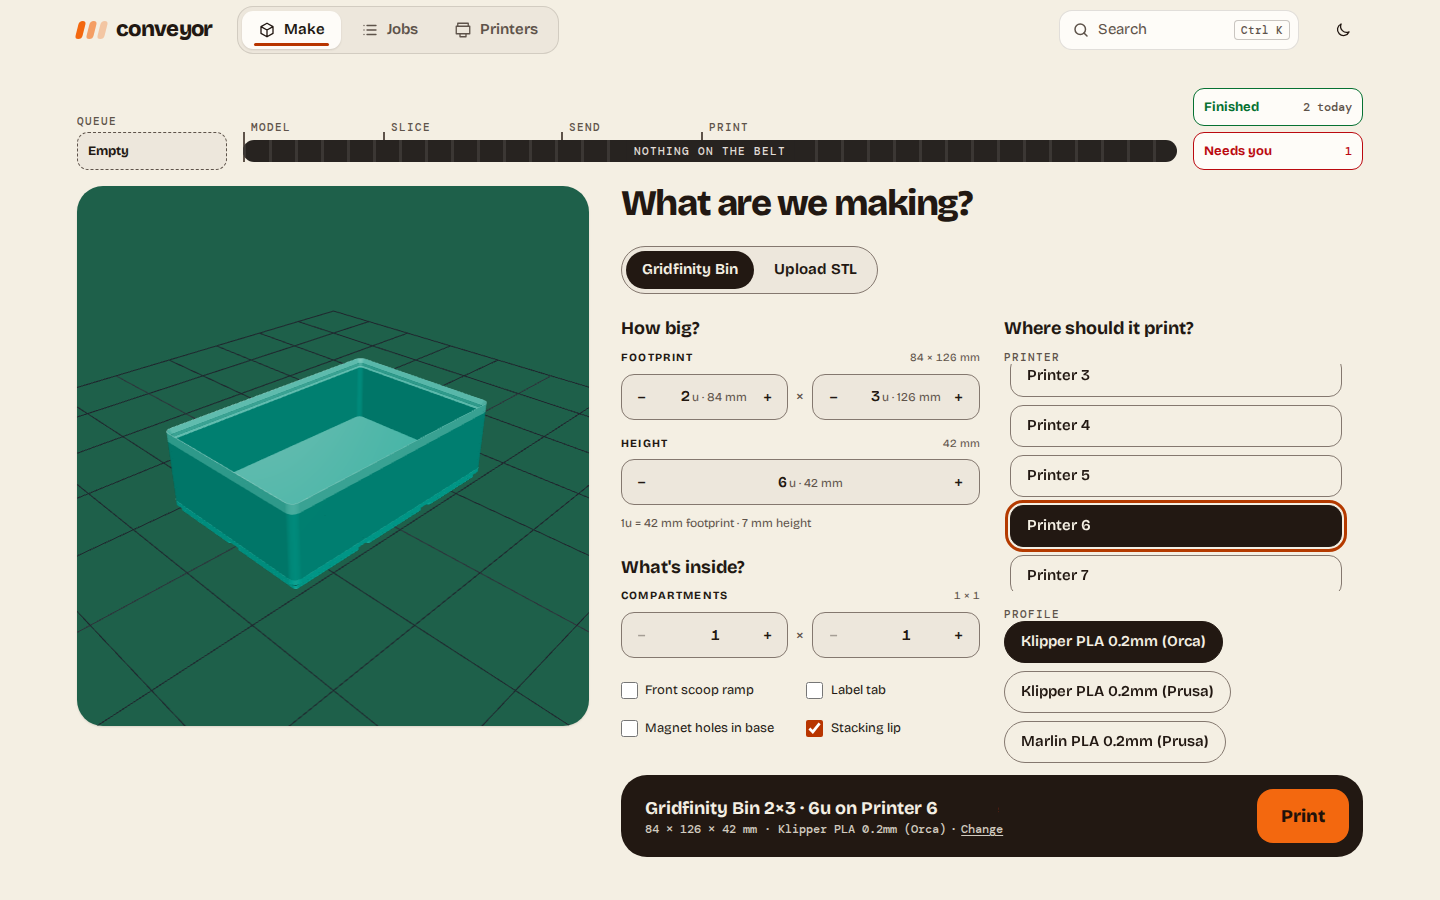 conveyor
Make
Jobs
Printers
Search
Ctrl K
QUEUE
Empty
MODEL
SLICE
SEND
PRINT
NOTHING ON THE BELT
Finished 2 today
Needs you 1
What are we making?
Gridfinity Bin
Upload STL
How big?
FOOTPRINT 84 × 126 mm
− 2 u · 84 mm + × − 3 u · 126 mm +
HEIGHT 42 mm
− 6 u · 42 mm +
1u = 42 mm footprint · 7 mm height
What's inside?
COMPARTMENTS 1 × 1
− 1 + × − 1 +
Front scoop ramp
Label tab
Magnet holes in base
Stacking lip
Where should it print?
PRINTER
Printer 3
Printer 4
Printer 5
Printer 6
Printer 7
PROFILE
Klipper PLA 0.2mm (Orca)
Klipper PLA 0.2mm (Prusa)
Marlin PLA 0.2mm (Prusa)
Gridfinity Bin 2×3 · 6u on Printer 6
84 × 126 × 42 mm · Klipper PLA 0.2mm (Orca) · Change
Print